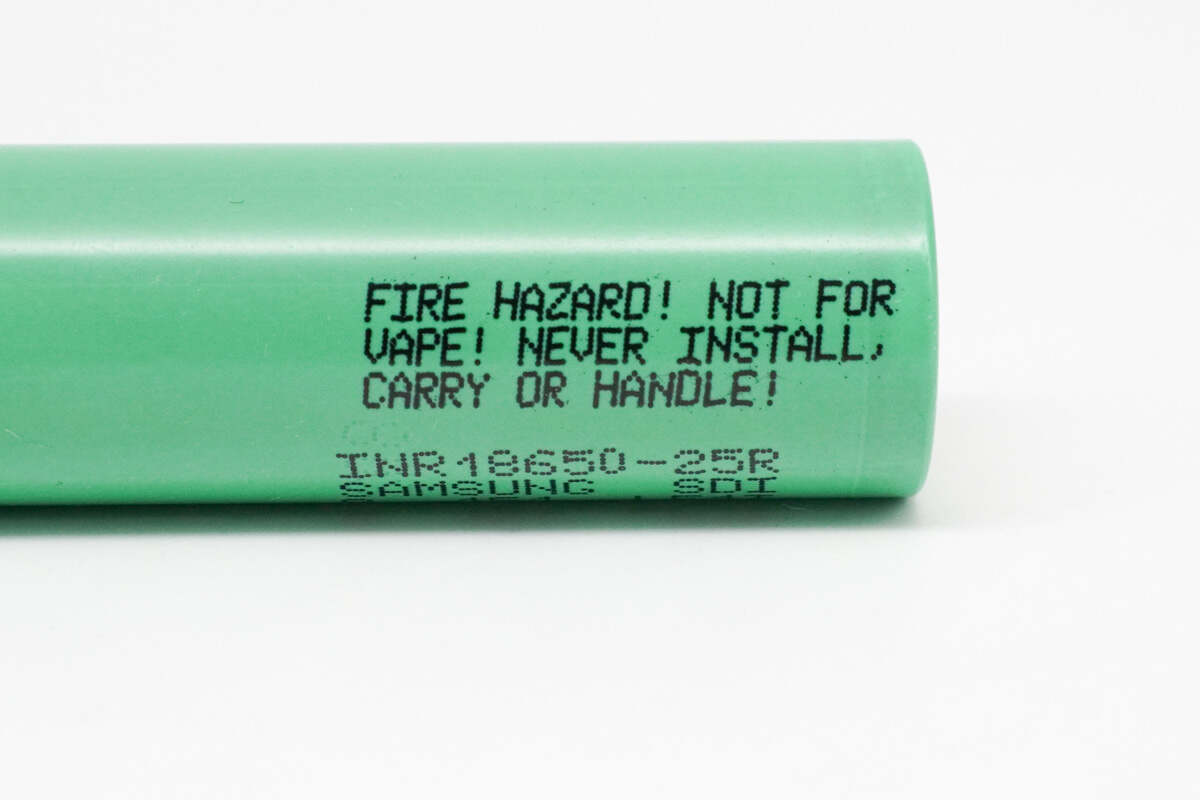 FIRE HAZARD! NOT FOR
VAPE! NEVER INSTALL,
CARRY OR HANDLE!
INR18650-25R
SAMSUNG SDI